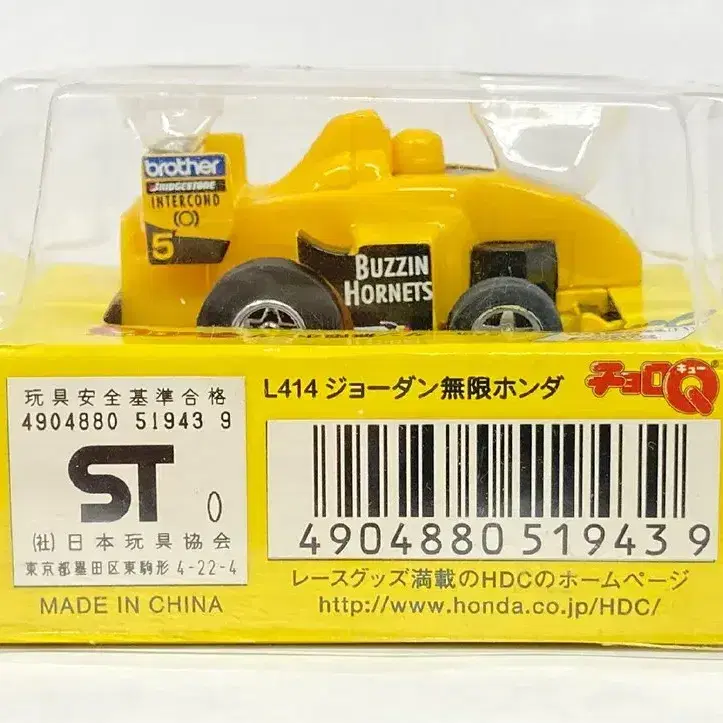 brother
BRIDGESTONE
INTERCOND
5
BUZZIN
HORNETS
玩具安全基準合格
4904880 51943 9
ST 0
(社)日本玩具協会
東京都墨田区東駒形 4-22-4
MADE IN CHINA
L414 ジョーダン無限ホンダ
チョロQ
キュー
4904880 519439
レースグッズ満載のHDCのホームページ
http://www.honda.co.jp/HDC/